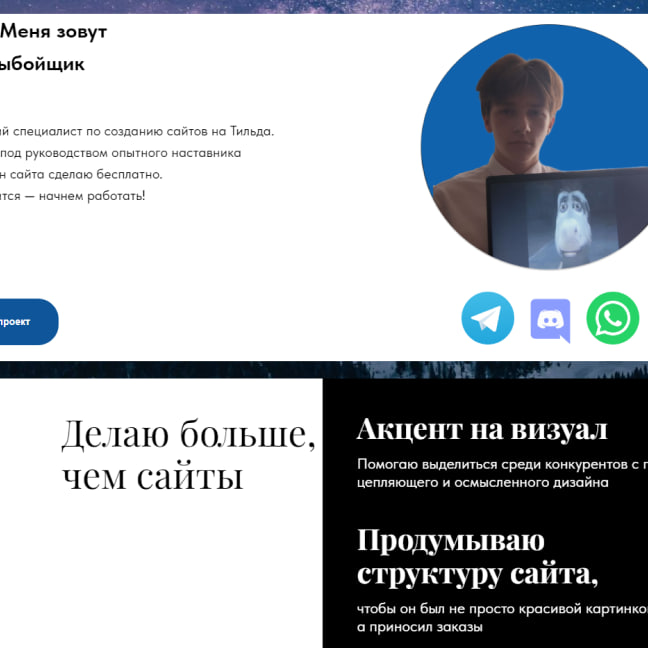 Меня зовут
ыбойщик
й специалист по созданию сайтов на Тильда.
под руководством опытного наставника
н сайта сделаю бесплатно.
тся — начнем работать!
проект
Делаю больше,
чем сайты
Акцент на визуал
Помогаю выделиться среди конкурентов с п
цепляющего и осмысленного дизайна
Продумываю
структуру сайта,
чтобы он был не просто красивой картинко
а приносил заказы